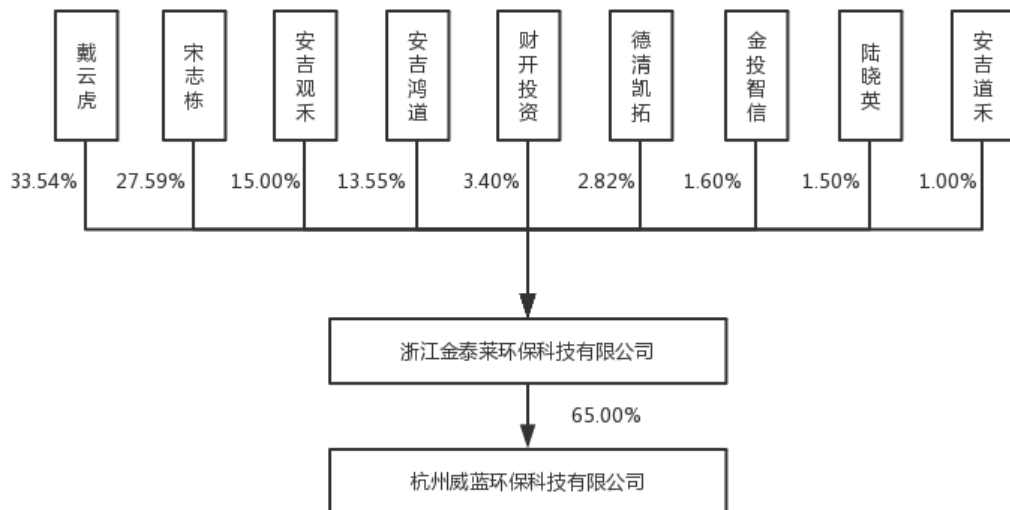 戴云虎
宋志栋
安吉观禾
安吉鸿道
财开投资
德清凯拓
金投智信
陆晓英
安吉道禾
33.54%
27.59%
15.00%
13.55%
3.40%
2.82%
1.60%
1.50%
1.00%
浙江金泰莱环保科技有限公司
65.00%
杭州威蓝环保科技有限公司